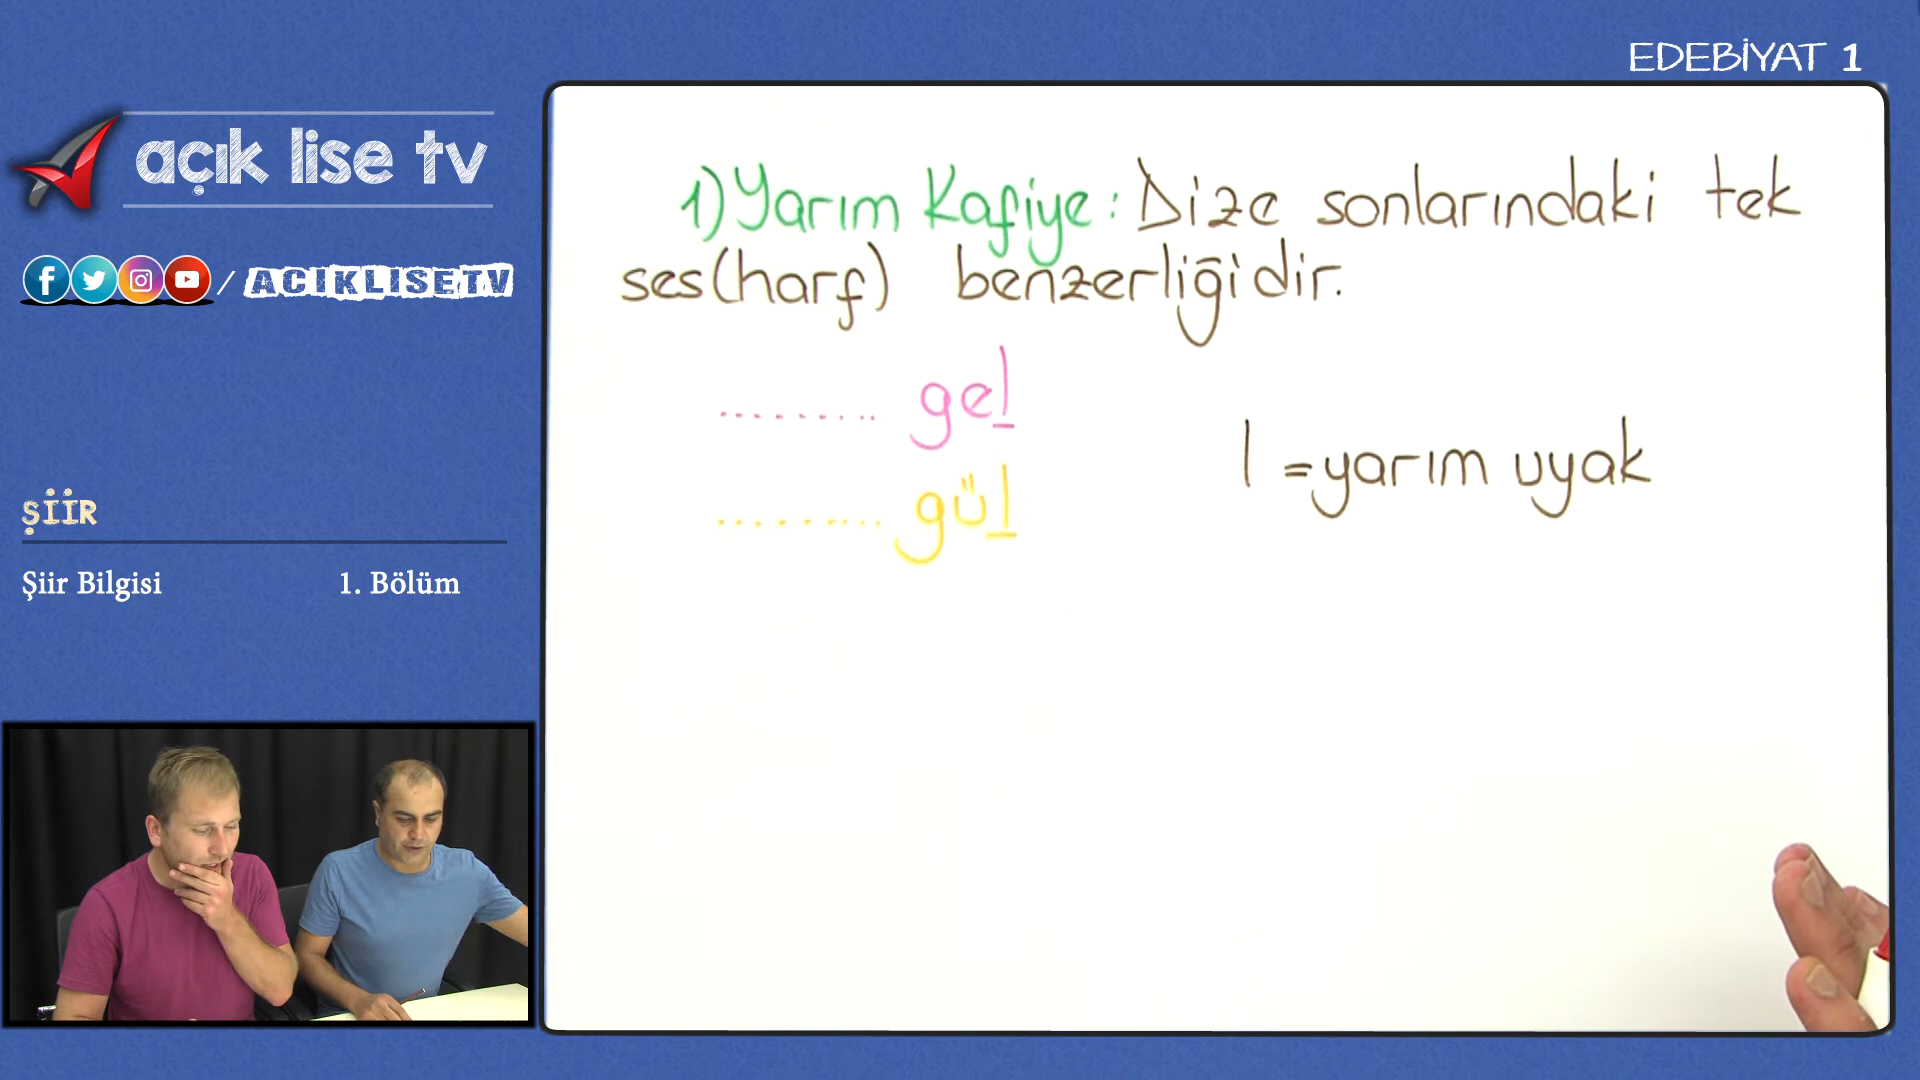 EDEBİYAT 1
açık lise tv
/ ACIKLISETV
ŞİİR
Şiir Bilgisi 1. Bölüm
1) Yarım Kafiye: Dize sonlarındaki tek
ses(harf) benzerliğidir.
......... gel
......... gül
l = yarım uyak